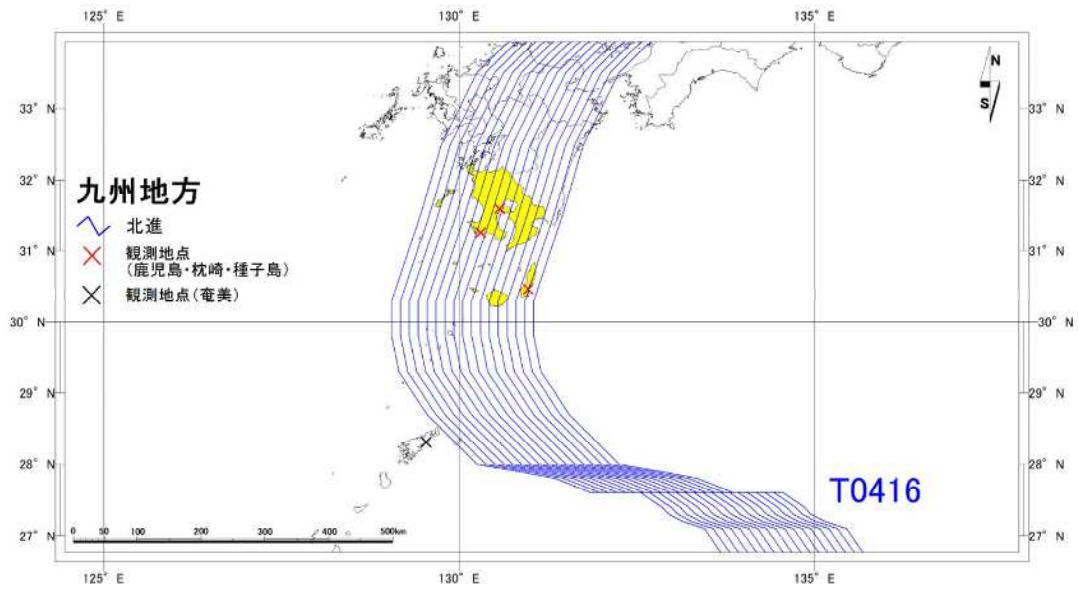 125° E 130° E 135° E
N
S
33° N 33° N
32° N 32° N
31° N 31° N
30° N 30° N
29° N 29° N
28° N 28° N
27° N 27° N
九州地方
北進
観測地点
(鹿児島・枕崎・種子島)
観測地点(奄美)
T0416
0 50 100 200 300 400 500km
125° E 130° E 135° E